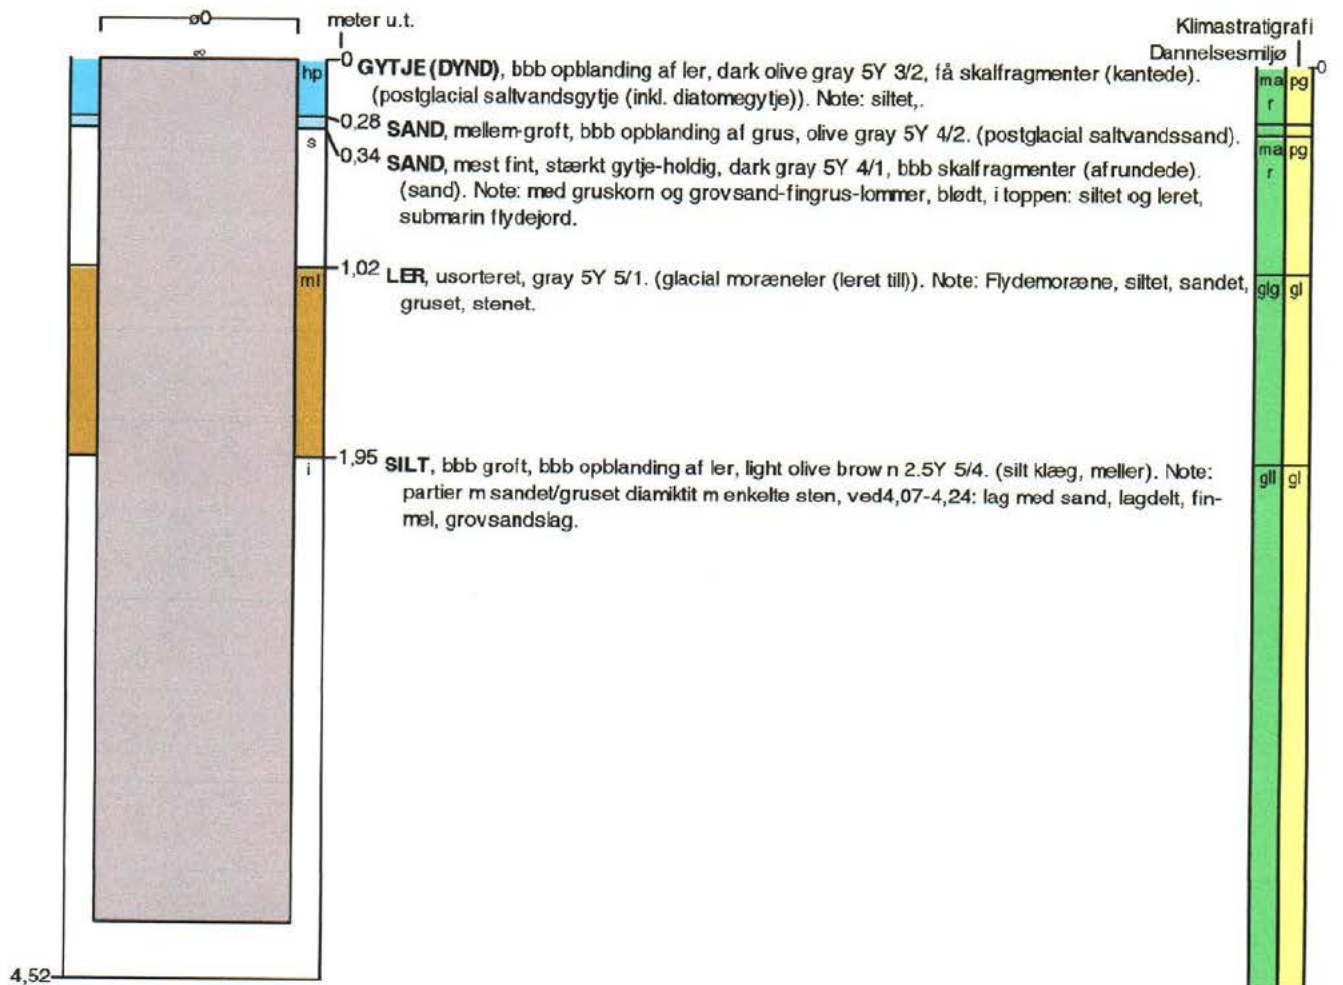 ø0
meter u.t.
Klimastratigrafi
Dannelsesmiljø
0
hp
0 GYTJE (DYND), bbb opblanding af ler, dark olive gray 5Y 3/2, få skalfragmenter (kantede).
(postglacial saltvandsgytje (inkl. diatomegytje)). Note: siltet,.
ma pg
r
0,28 SAND, mellem-groft, bbb opblanding af grus, olive gray 5Y 4/2. (postglacial saltvandssand).
s
0,34 SAND, mest fint, stærkt gytje-holdig, dark gray 5Y 4/1, bbb skalfragmenter (afrundede).
(sand). Note: med gruskorn og grovsand-fingrus-lommer, blødt, i toppen: siltet og leret,
submarin flydejord.
ma pg
r
ml
1,02 LER, usorteret, gray 5Y 5/1. (glacial moræneler (leret till)). Note: Flydemoræne, siltet, sandet,
gruset, stenet.
glg gl
i
1,95 SILT, bbb groft, bbb opblanding af ler, light olive brown 2.5Y 5/4. (silt klæg, meller). Note:
partier m sandet/gruset diamiktit m enkelte sten, ved4,07-4,24: lag med sand, lagdelt, fin-
mel, grovsandslag.
gll gl
4,52